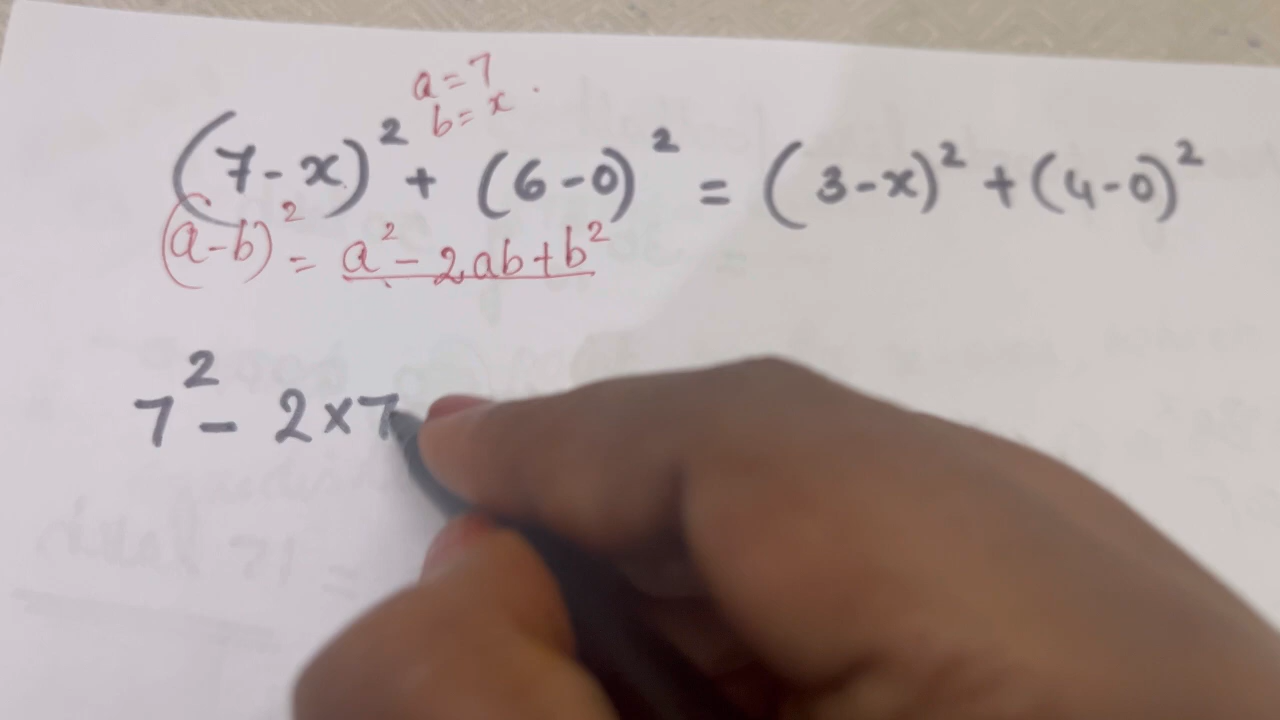 a = 7
b = x
(7-x)² + (6-0)² = (3-x)² + (4-0)²
(a-b)² = a² - 2ab + b²
7² - 2×7